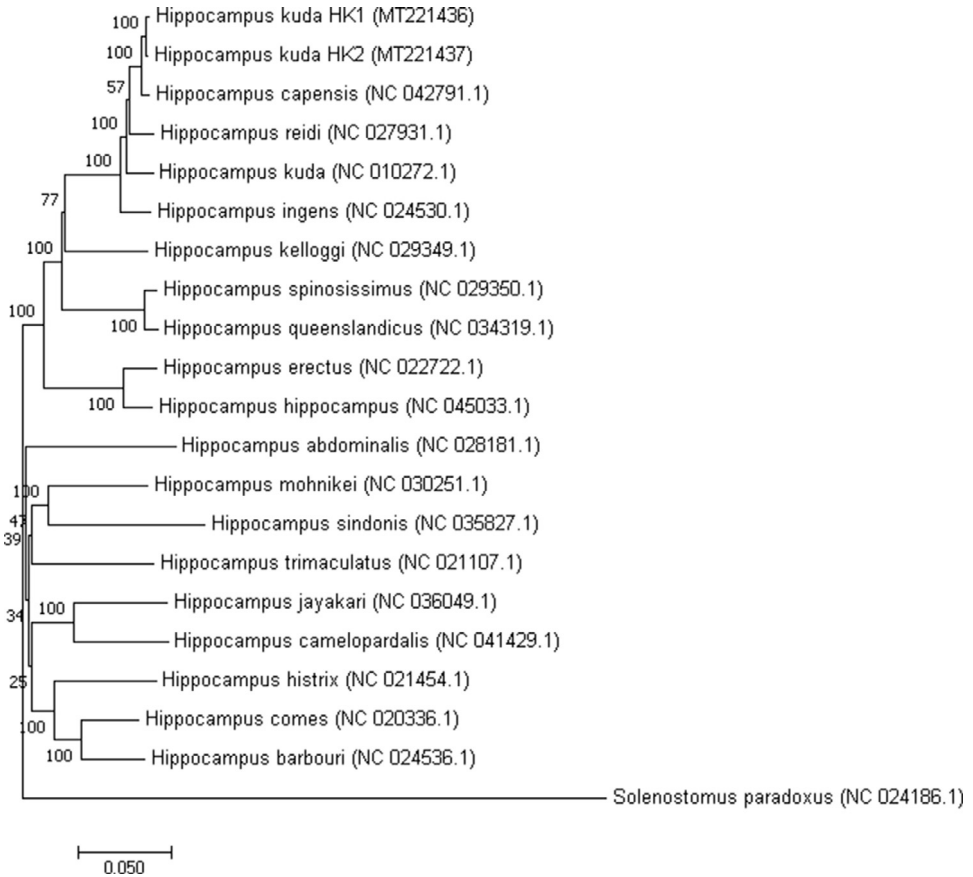 100 Hippocampus kuda HK1 (MT221436)
100 Hippocampus kuda HK2 (MT221437)
57 Hippocampus capensis (NC 042791.1)
100 Hippocampus reidi (NC 027931.1)
100 Hippocampus kuda (NC 010272.1)
77 Hippocampus ingens (NC 024530.1)
100 Hippocampus kelloggi (NC 029349.1)
Hippocampus spinosissimus (NC 029350.1)
100
100 Hippocampus queenslandicus (NC 034319.1)
Hippocampus erectus (NC 022722.1)
100 Hippocampus hippocampus (NC 045033.1)
Hippocampus abdominalis (NC 028181.1)
100 Hippocampus mohnikei (NC 030251.1)
47 Hippocampus sindonis (NC 035827.1)
39
Hippocampus trimaculatus (NC 021107.1)
100 Hippocampus jayakari (NC 036049.1)
34
Hippocampus camelopardalis (NC 041429.1)
25 Hippocampus histrix (NC 021454.1)
100 Hippocampus comes (NC 020336.1)
100 Hippocampus barbouri (NC 024536.1)
Solenostomus paradoxus (NC 024186.1)
0.050